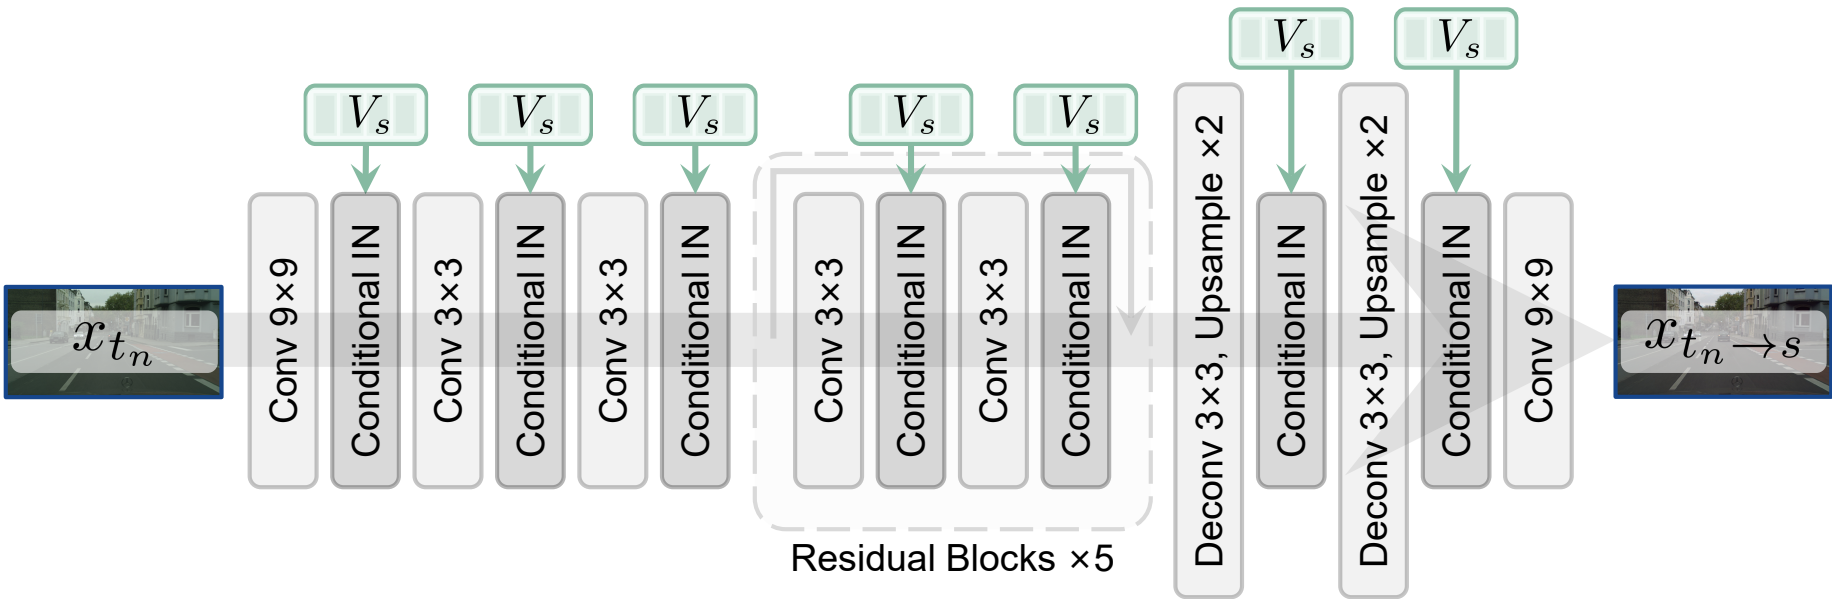 V_s
V_s
V_s
V_s
V_s
V_s
V_s
x_{t_n}
Conv 9×9
Conditional IN
Conv 3×3
Conditional IN
Conv 3×3
Conditional IN
Conv 3×3
Conditional IN
Conv 3×3
Conditional IN
Deconv 3×3, Upsample ×2
Conditional IN
Deconv 3×3, Upsample ×2
Conditional IN
Conv 9×9
x_{t_n→s}
Residual Blocks ×5